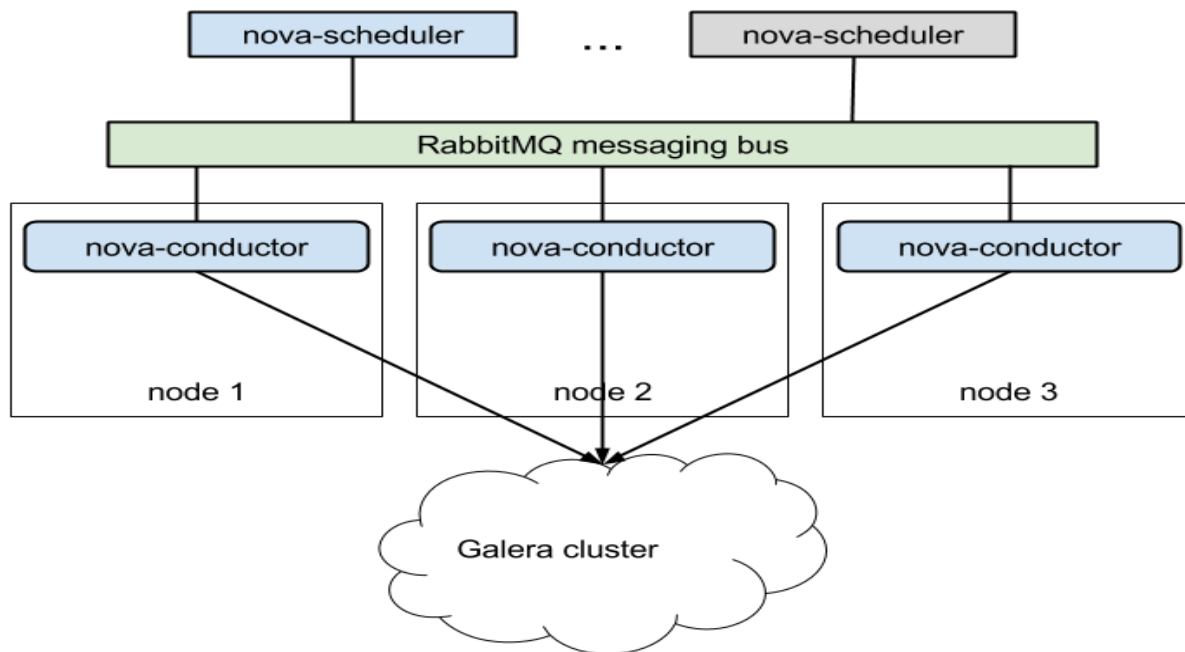 nova-scheduler
...
nova-scheduler
RabbitMQ messaging bus
nova-conductor
nova-conductor
nova-conductor
node 1
node 2
node 3
Galera cluster